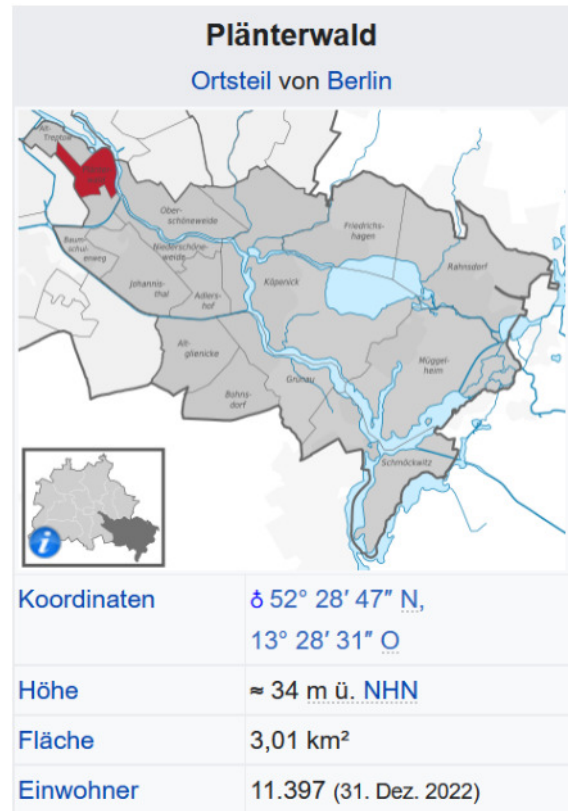 Plänterwald
Ortsteil von Berlin
Alt-
Treptow
Ober-
schöneweide
Friedrichs-
hagen
Rahnsdorf
Baum-
schul-
enweg
Niederschöne-
weide
Johannis-
thal
Adlers-
hof
Köpenick
Alt-
glienicke
Bohns-
dorf
Grünau
Müggel-
heim
Schmöckwitz
i
Koordinaten
♁ 52° 28′ 47″ N,
13° 28′ 31″ O
Höhe
≈ 34 m ü. NHN
Fläche
3,01 km²
Einwohner
11.397 (31. Dez. 2022)